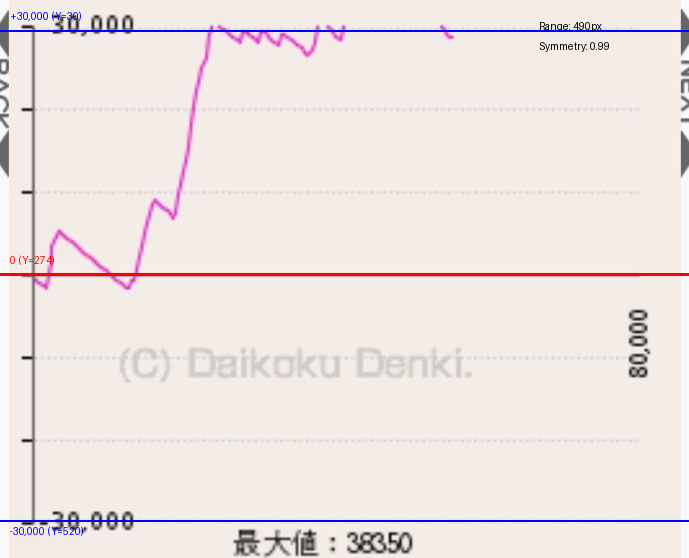 +30,000 (Y=30)
30,000
Range: 490px
Symmetry: 0.99
BACK
NEXT
0 (Y=274)
80,000
(C) Daikoku Denki.
-30,000
-30,000 (Y=520)
最大値：38350